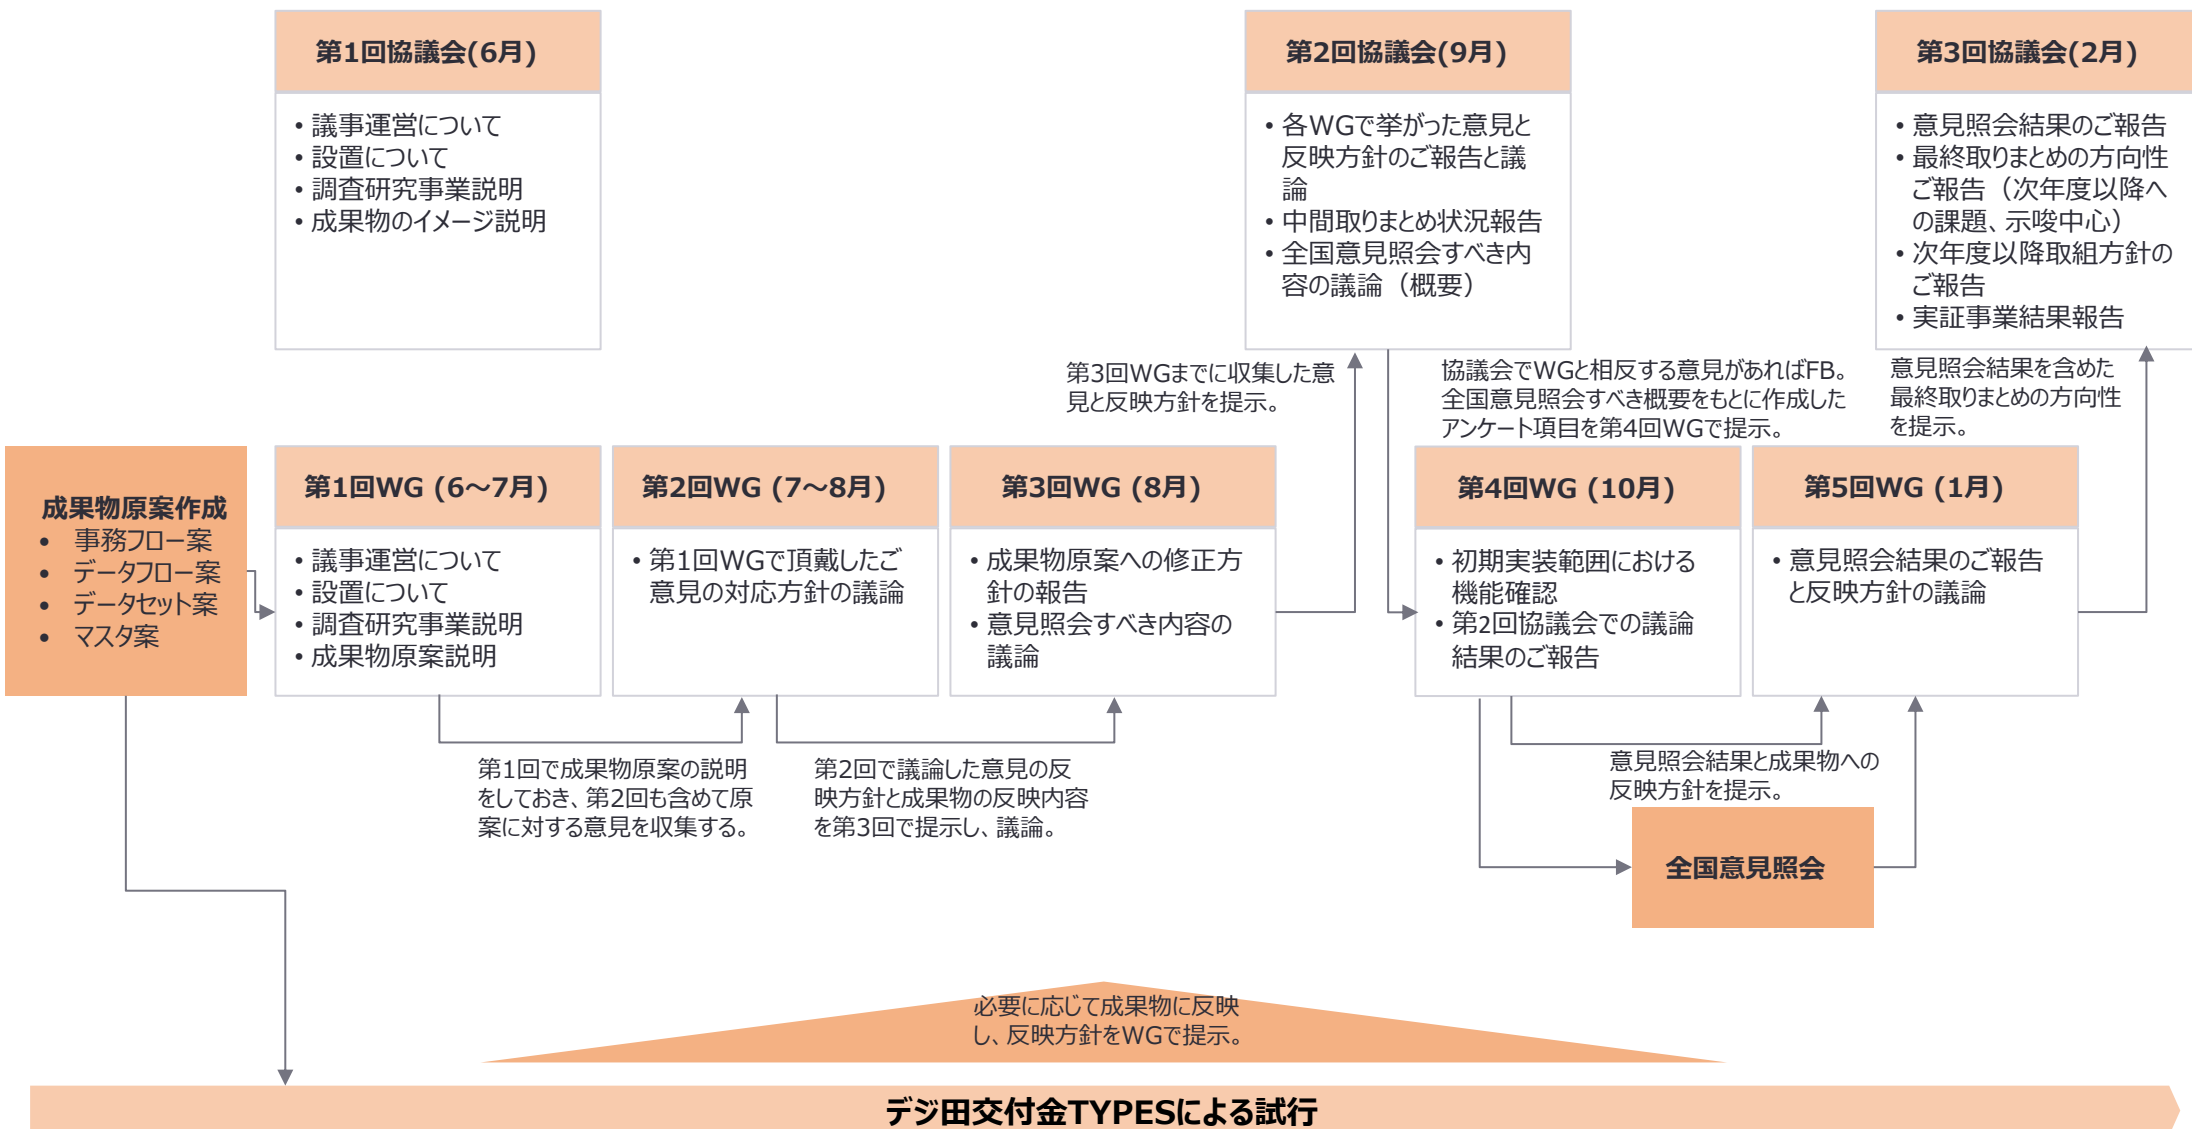 第1回協議会(6月)
• 議事運営について
• 設置について
• 調査研究事業説明
• 成果物のイメージ説明
第2回協議会(9月)
• 各WGで挙がった意見と
反映方針のご報告と議
論
• 中間取りまとめ状況報告
• 全国意見照会すべき内
容の議論（概要）
第3回協議会(2月)
• 意見照会結果のご報告
• 最終取りまとめの方向性
ご報告（次年度以降へ
の課題、示唆中心）
• 次年度以降取組方針の
ご報告
• 実証事業結果報告
第3回WGまでに収集した意
見と反映方針を提示。
協議会でWGと相反する意見があればFB。
全国意見照会すべき概要をもとに作成した
アンケート項目を第4回WGで提示。
意見照会結果を含めた
最終取りまとめの方向性
を提示。
成果物原案作成
• 事務フロー案
• データフロー案
• データセット案
• マスタ案
第1回WG (6～7月)
• 議事運営について
• 設置について
• 調査研究事業説明
• 成果物原案説明
第2回WG (7～8月)
• 第1回WGで頂戴したご
意見の対応方針の議論
第3回WG (8月)
• 成果物原案への修正方
針の報告
• 意見照会すべき内容の
議論
第4回WG (10月)
• 初期実装範囲における
機能確認
• 第2回協議会での議論
結果のご報告
第5回WG (1月)
• 意見照会結果のご報告
と反映方針の議論
第1回で成果物原案の説明
をしておき、第2回も含めて原
案に対する意見を収集する。
第2回で議論した意見の反
映方針と成果物の反映内容
を第3回で提示し、議論。
意見照会結果と成果物への
反映方針を提示。
全国意見照会
必要に応じて成果物に反映
し、反映方針をWGで提示。
デジ田交付金TYPESによる試行